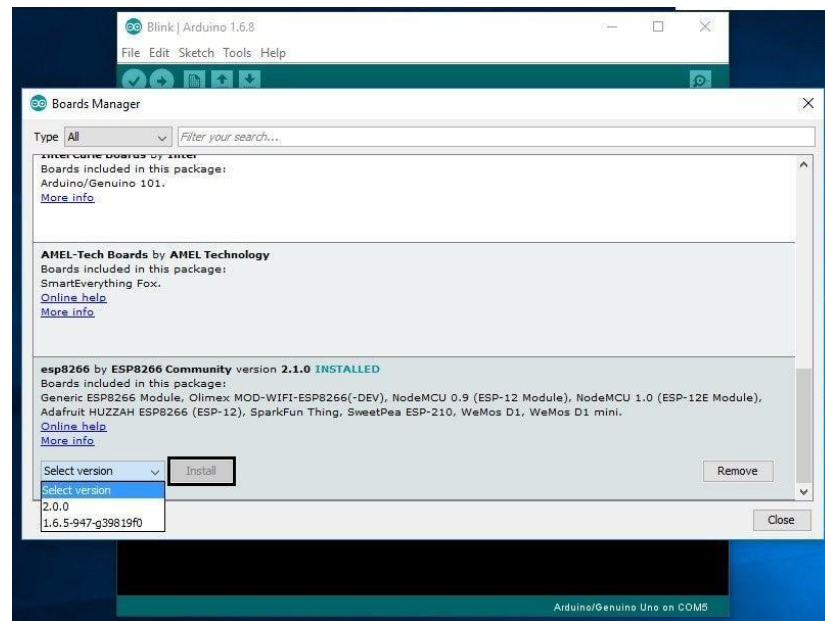 Blink | Arduino 1.6.8
File Edit Sketch Tools Help
Boards Manager
Type All Filter your search...
Intel Curie Boards by Intel
Boards included in this package:
Arduino/Genuino 101.
More info
AMEL-Tech Boards by AMEL Technology
Boards included in this package:
SmartEverything Fox.
Online help
More info
esp8266 by ESP8266 Community version 2.1.0 INSTALLED
Boards included in this package:
Generic ESP8266 Module, Olimex MOD-WIFI-ESP8266(-DEV), NodeMCU 0.9 (ESP-12 Module), NodeMCU 1.0 (ESP-12E Module),
Adafruit HUZZAH ESP8266 (ESP-12), SparkFun Thing, SweetPea ESP-210, WeMos D1, WeMos D1 mini.
Online help
More info
Select version Install Remove
Select version
2.0.0
1.6.5-947-g39819f0
Close
Arduino/Genuino Uno on COM5